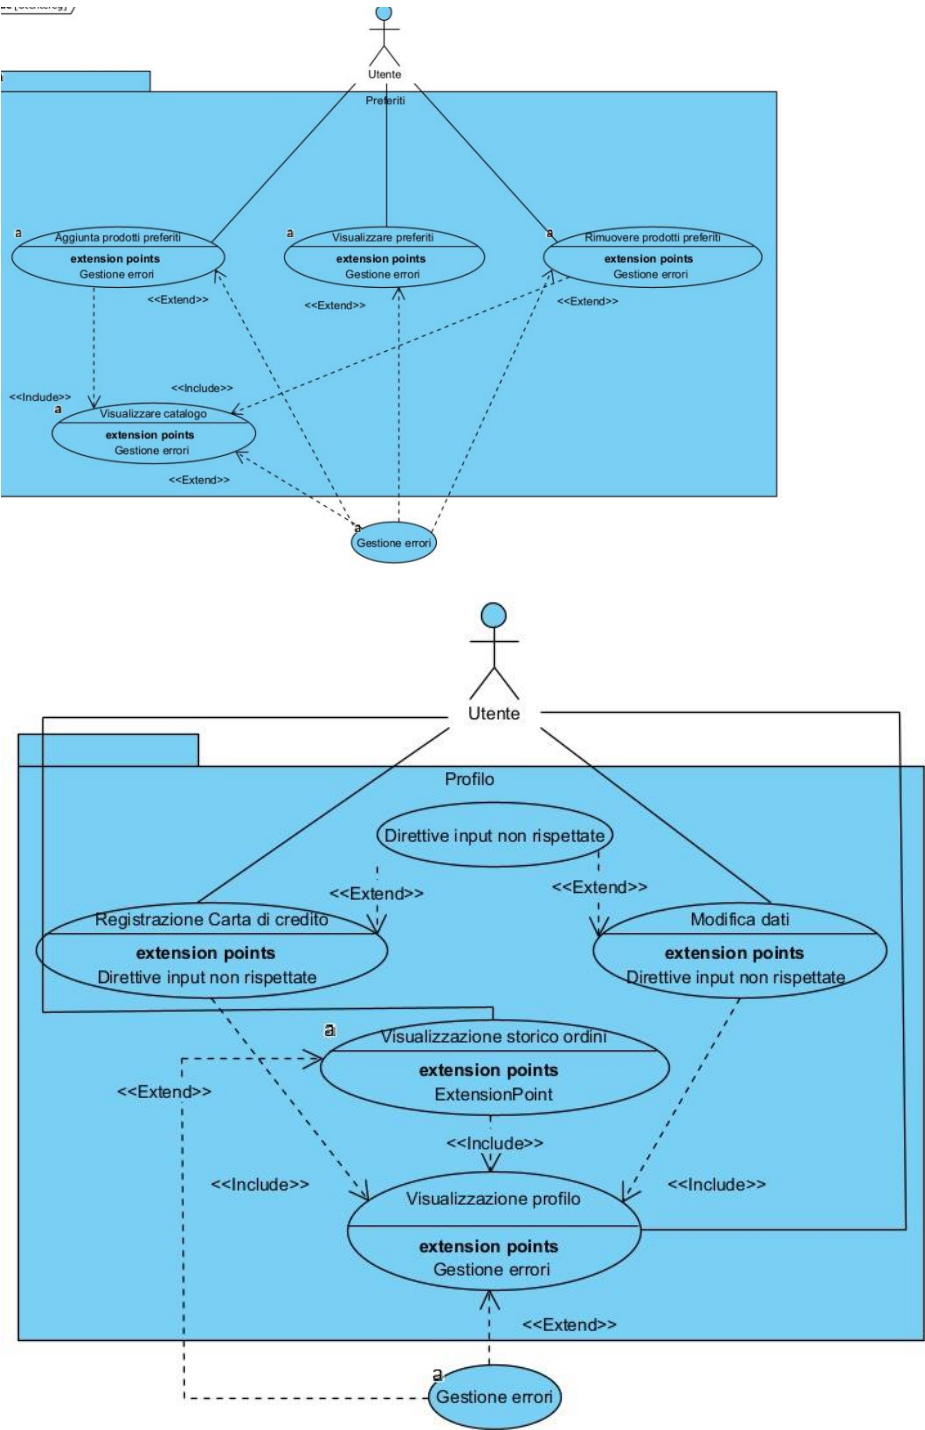 Utente
Preferiti
a
Aggiunta prodotti preferiti
extension points
Gestione errori
a
Visualizzare preferiti
extension points
Gestione errori
a
Rimuovere prodotti preferiti
extension points
Gestione errori
<<Extend>>
<<Extend>>
<<Extend>>
<<Include>>
<<Include>>
a
Visualizzare catalogo
extension points
Gestione errori
<<Extend>>
a
Gestione errori
Utente
Profilo
Direttive input non rispettate
<<Extend>>
<<Extend>>
Registrazione Carta di credito
extension points
Direttive input non rispettate
Modifica dati
extension points
Direttive input non rispettate
a
Visualizzazione storico ordini
extension points
ExtensionPoint
<<Extend>>
<<Include>>
<<Include>>
<<Include>>
Visualizzazione profilo
extension points
Gestione errori
<<Extend>>
a
Gestione errori